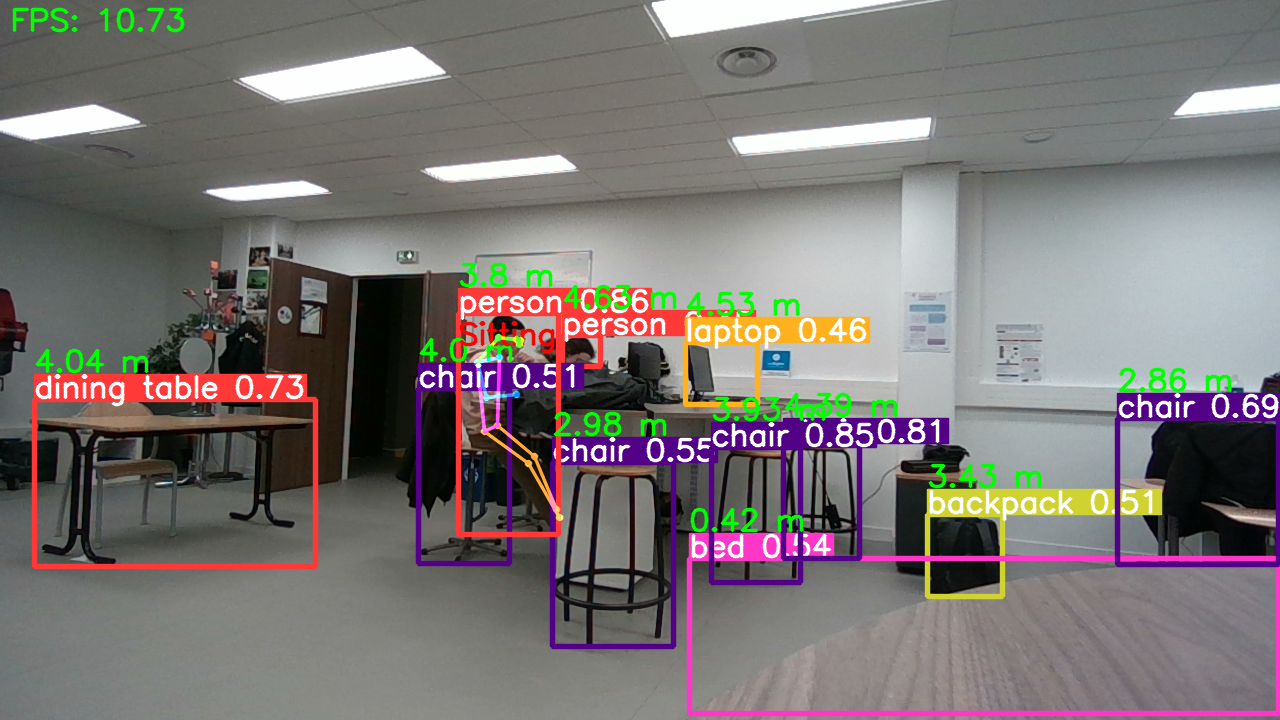 FPS: 10.73
3.8 m
person 0.86
Sitting
4.63 m
person
4.53 m
laptop 0.46
4.04 m
dining table 0.73
4.0 m
chair 0.51
2.98 m
chair 0.55
3.93 m
chair 0.85
4.39 m
0.81
2.86 m
chair 0.69
3.43 m
backpack 0.51
0.42 m
bed 0.54